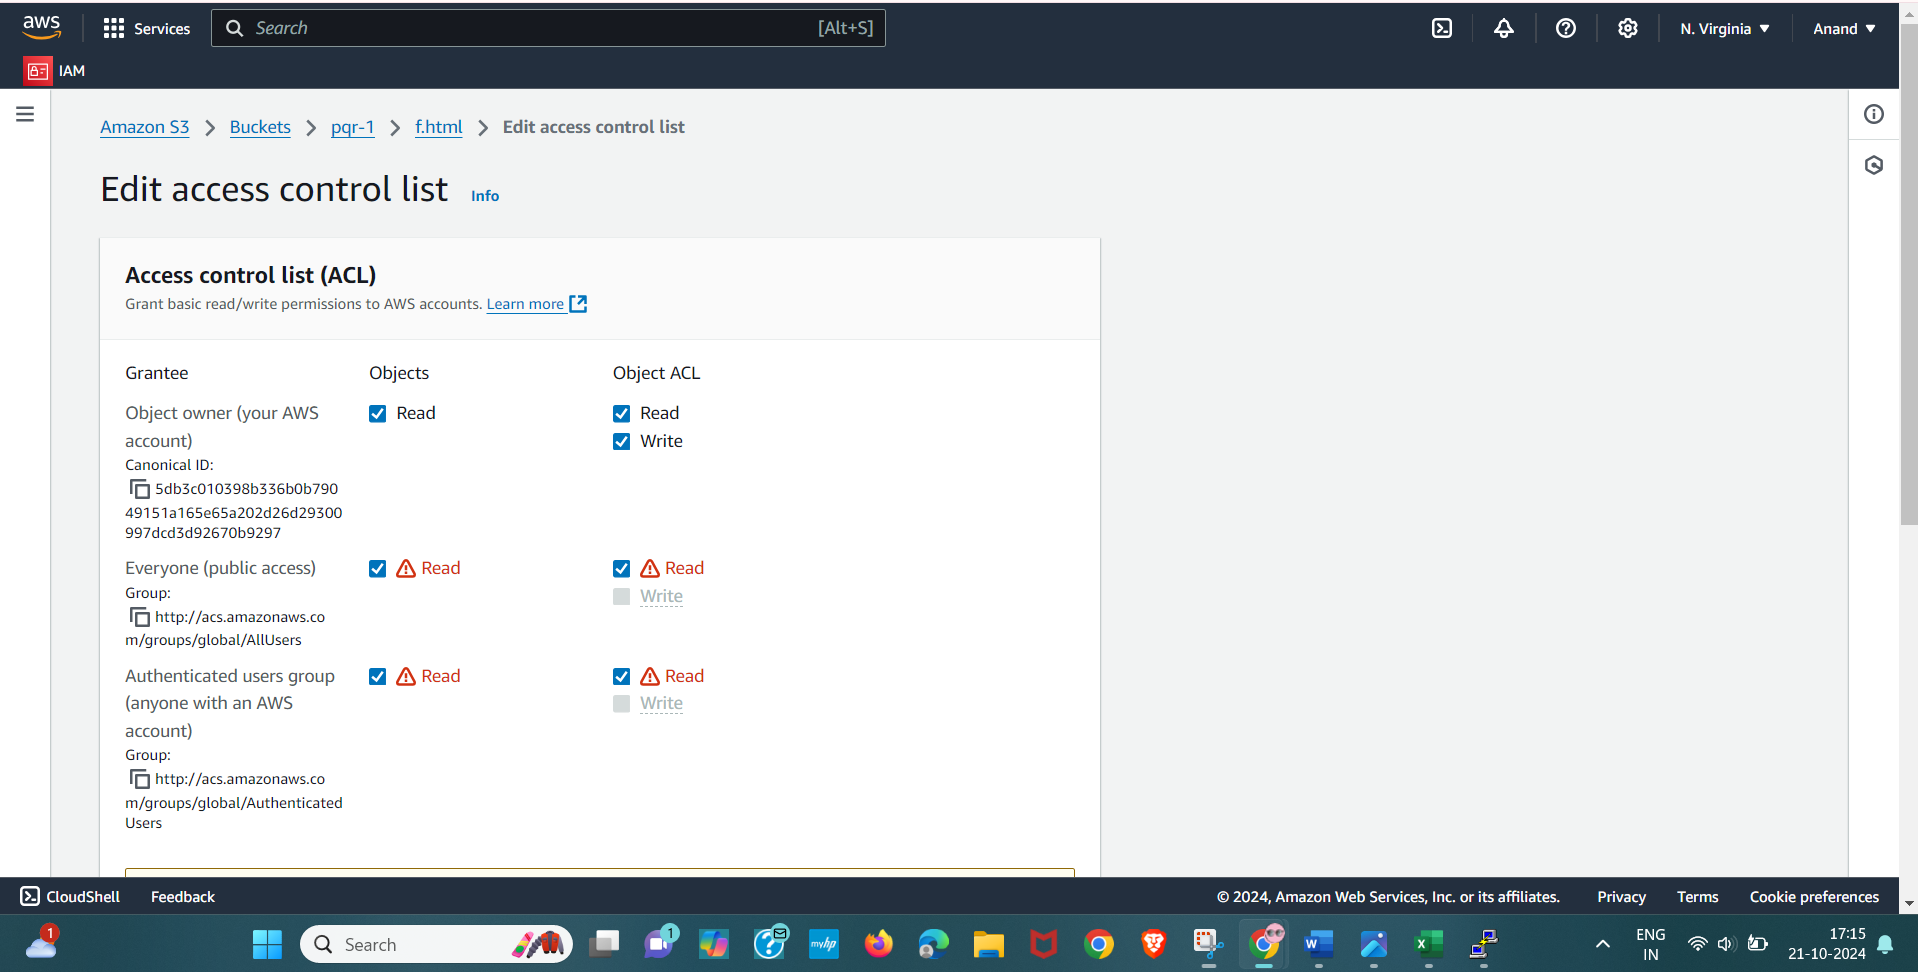 aws Services Search [Alt+S] N. Virginia Anand
IAM
Amazon S3 > Buckets > pqr-1 > f.html > Edit access control list
Edit access control list Info
Access control list (ACL)
Grant basic read/write permissions to AWS accounts. Learn more
Grantee Objects Object ACL
Object owner (your AWS Read Read
account) Write
Canonical ID:
5db3c010398b336b0b790
49151a165e65a202d26d29300
997dcd3d92670b9297
Everyone (public access) Read Read
Group: Write
http://acs.amazonaws.co
m/groups/global/AllUsers
Authenticated users group Read Read
(anyone with an AWS Write
account)
Group:
http://acs.amazonaws.co
m/groups/global/Authenticated
Users
CloudShell Feedback © 2024, Amazon Web Services, Inc. or its affiliates. Privacy Terms Cookie preferences
1 Search 1 myhp W X ENG 17:15
IN 21-10-2024